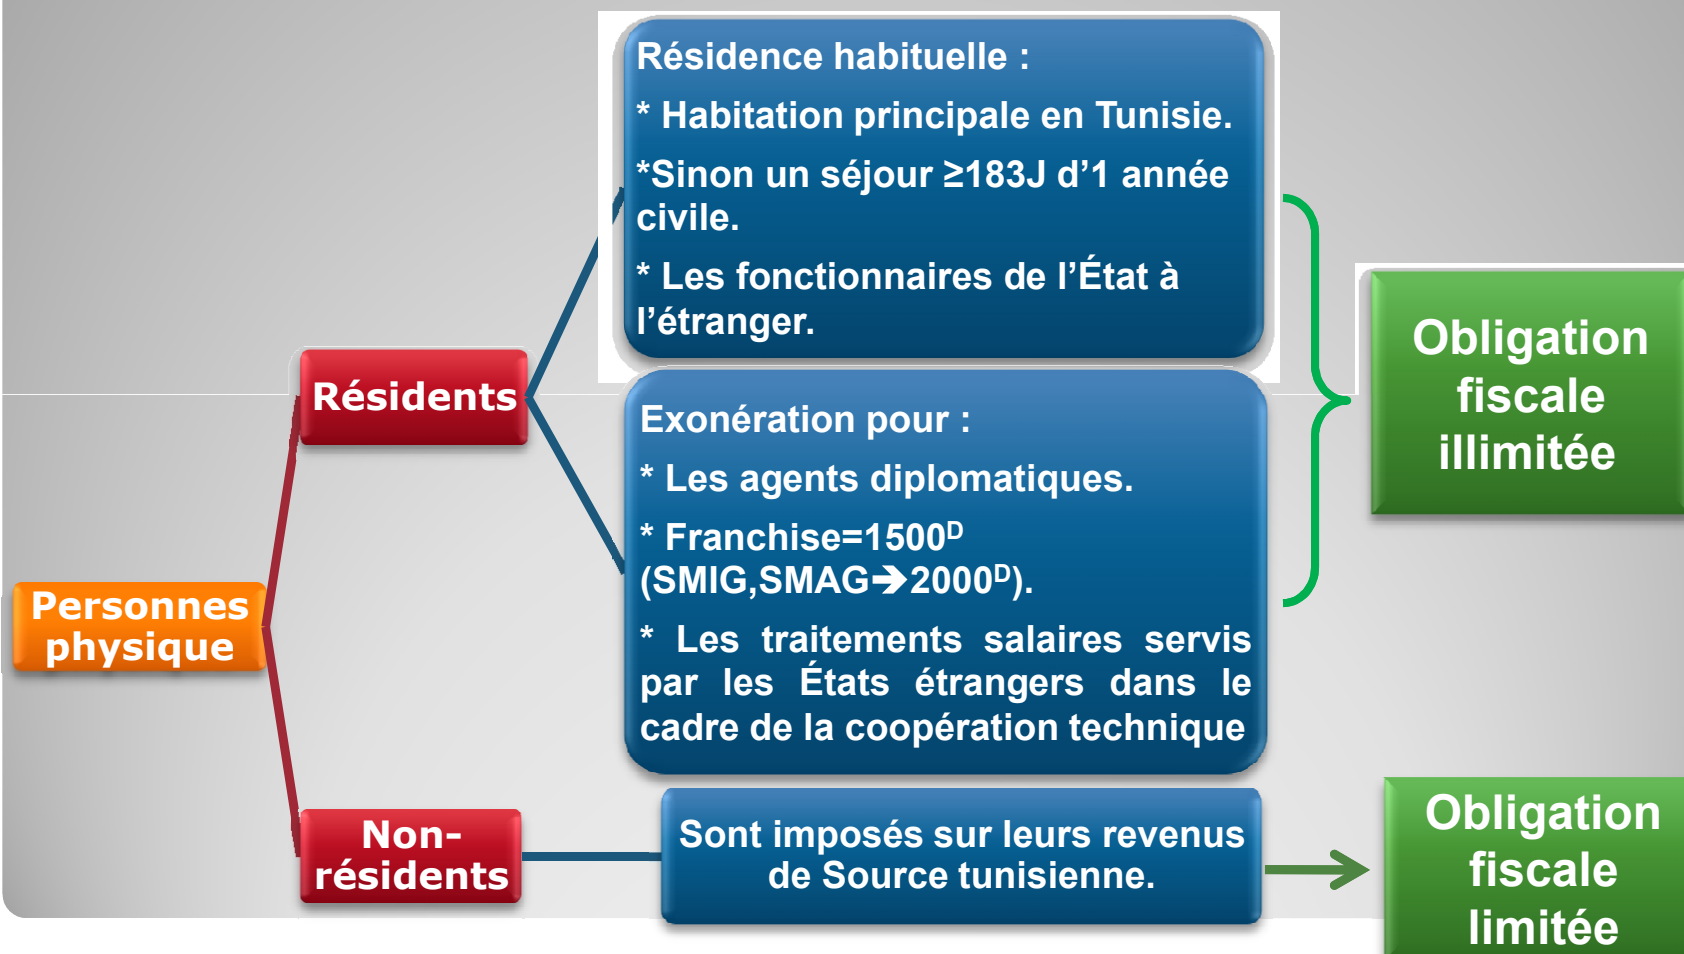 Résidence habituelle :
* Habitation principale en Tunisie.
*Sinon un séjour ≥183J d’1 année
civile.
* Les fonctionnaires de l’État à
l’étranger.
Résidents
Exonération pour :
* Les agents diplomatiques.
* Franchise=1500ᴰ
(SMIG,SMAG➔2000ᴰ).
* Les traitements salaires servis
par les États étrangers dans le
cadre de la coopération technique
Obligation
fiscale
illimitée
Personnes
physique
Non-
résidents
Sont imposés sur leurs revenus
de Source tunisienne.
Obligation
fiscale
limitée